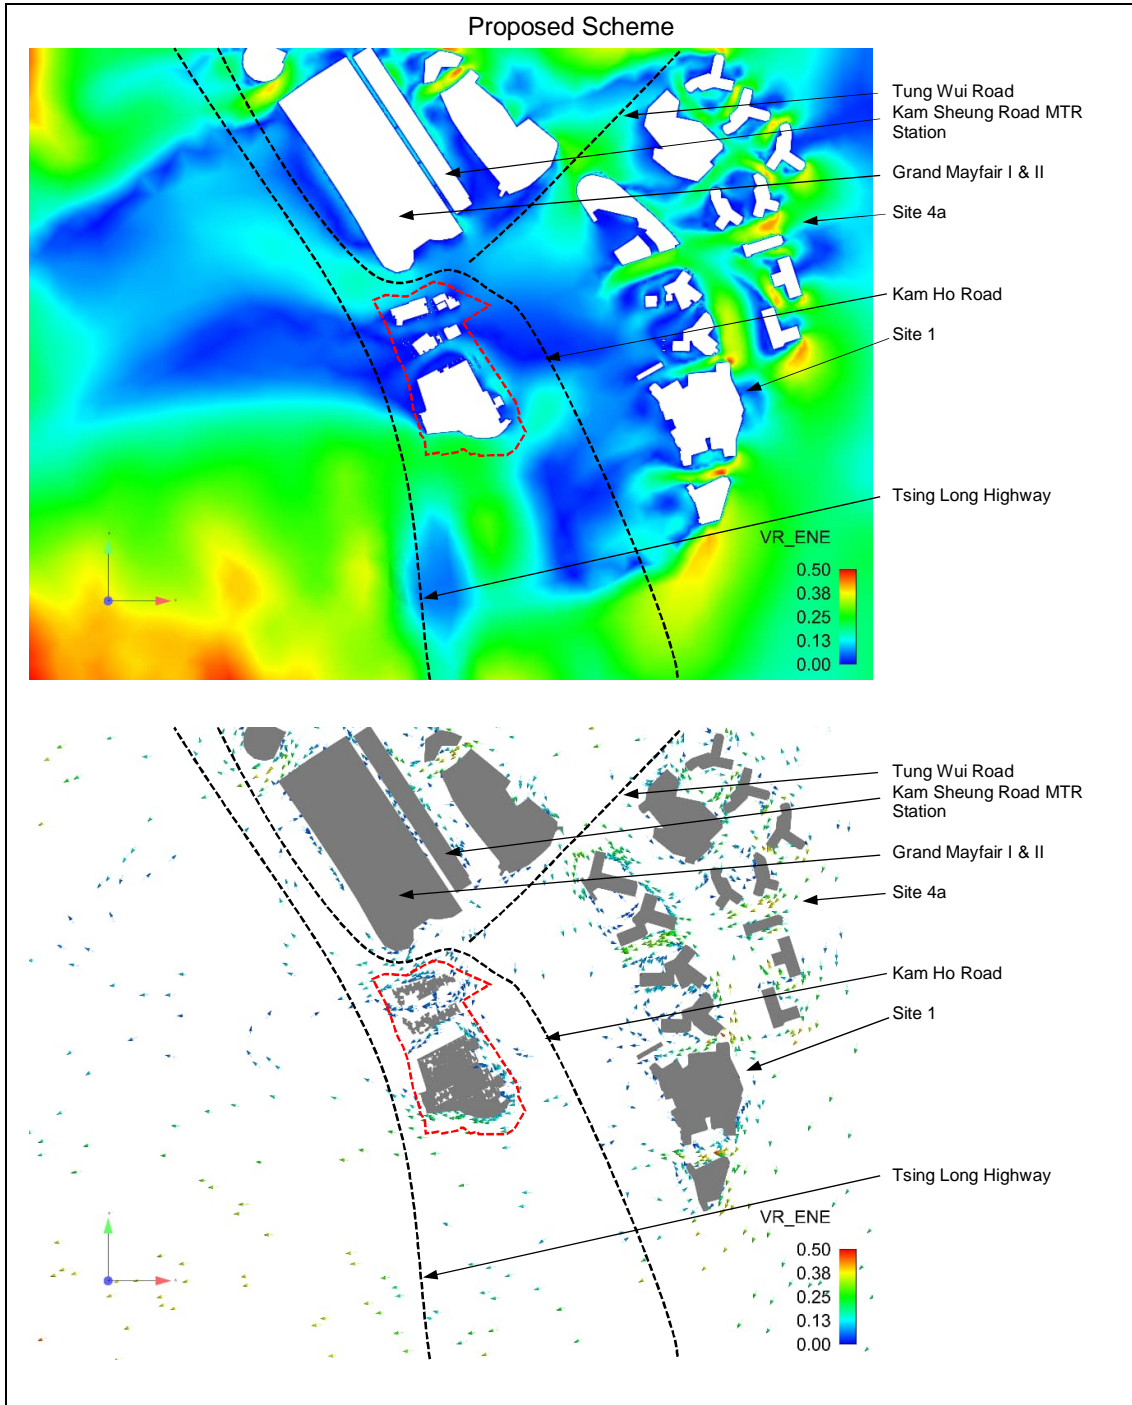 Proposed Scheme
Tung Wui Road
Kam Sheung Road MTR
Station
Grand Mayfair I & II
Site 4a
Kam Ho Road
Site 1
Tsing Long Highway
VR_ENE
0.50
0.38
0.25
0.13
0.00
Tung Wui Road
Kam Sheung Road MTR
Station
Grand Mayfair I & II
Site 4a
Kam Ho Road
Site 1
Tsing Long Highway
VR_ENE
0.50
0.38
0.25
0.13
0.00